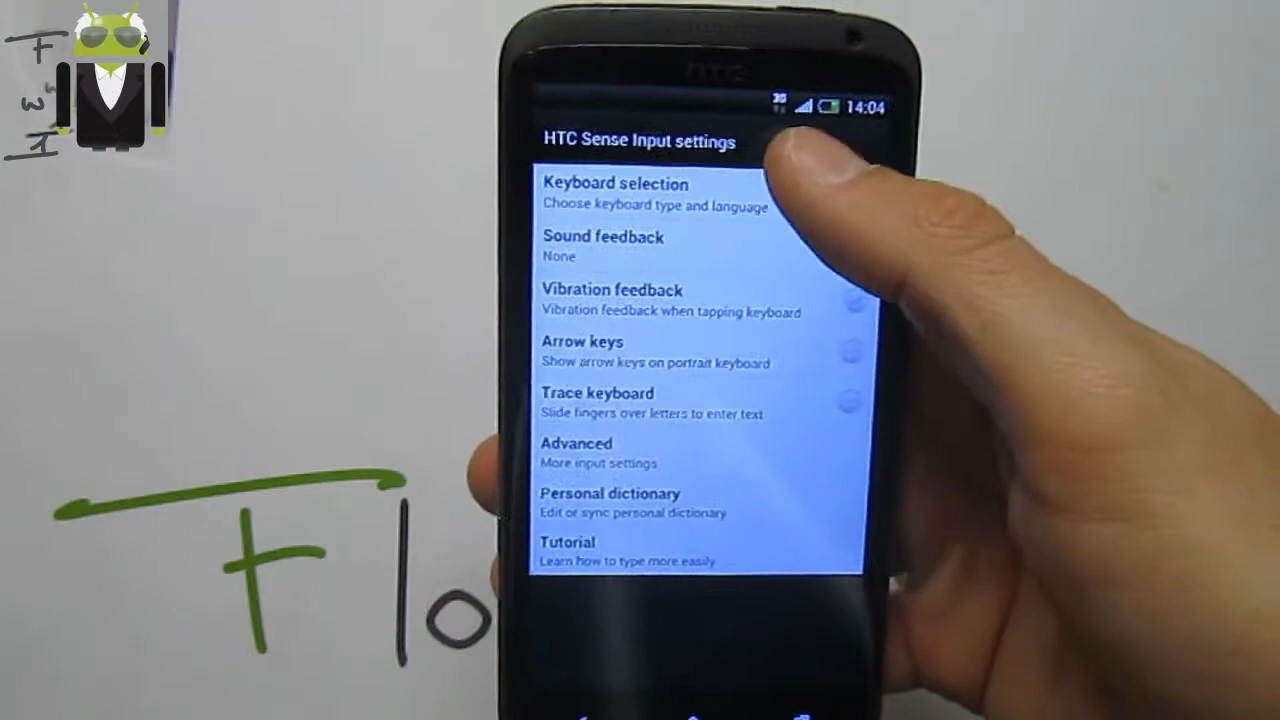 hTC
3G 14:04
HTC Sense Input settings
Keyboard selection
Choose keyboard type and language
Sound feedback
None
Vibration feedback
Vibration feedback when tapping keyboard
Arrow keys
Show arrow keys on portrait keyboard
Trace keyboard
Slide fingers over letters to enter text
Advanced
More input settings
Personal dictionary
Edit or sync personal dictionary
Tutorial
Learn how to type more easily
Flo